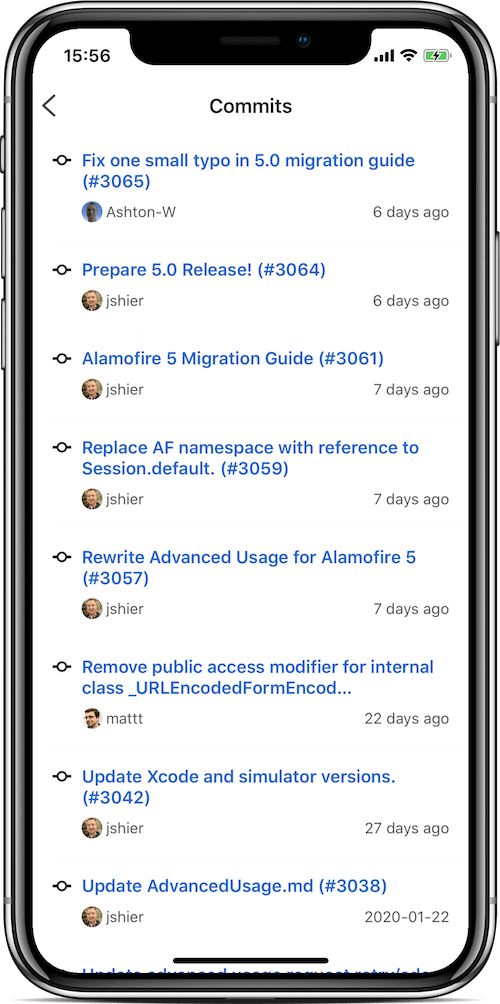 15:56
Commits
Fix one small typo in 5.0 migration guide
(#3065)
Ashton-W 6 days ago
Prepare 5.0 Release! (#3064)
jshier 6 days ago
Alamofire 5 Migration Guide (#3061)
jshier 7 days ago
Replace AF namespace with reference to
Session.default. (#3059)
jshier 7 days ago
Rewrite Advanced Usage for Alamofire 5
(#3057)
jshier 7 days ago
Remove public access modifier for internal
class _URLEncodedFormEncod...
mattt 22 days ago
Update Xcode and simulator versions.
(#3042)
jshier 27 days ago
Update AdvancedUsage.md (#3038)
jshier 2020-01-22
Update advanced usage request